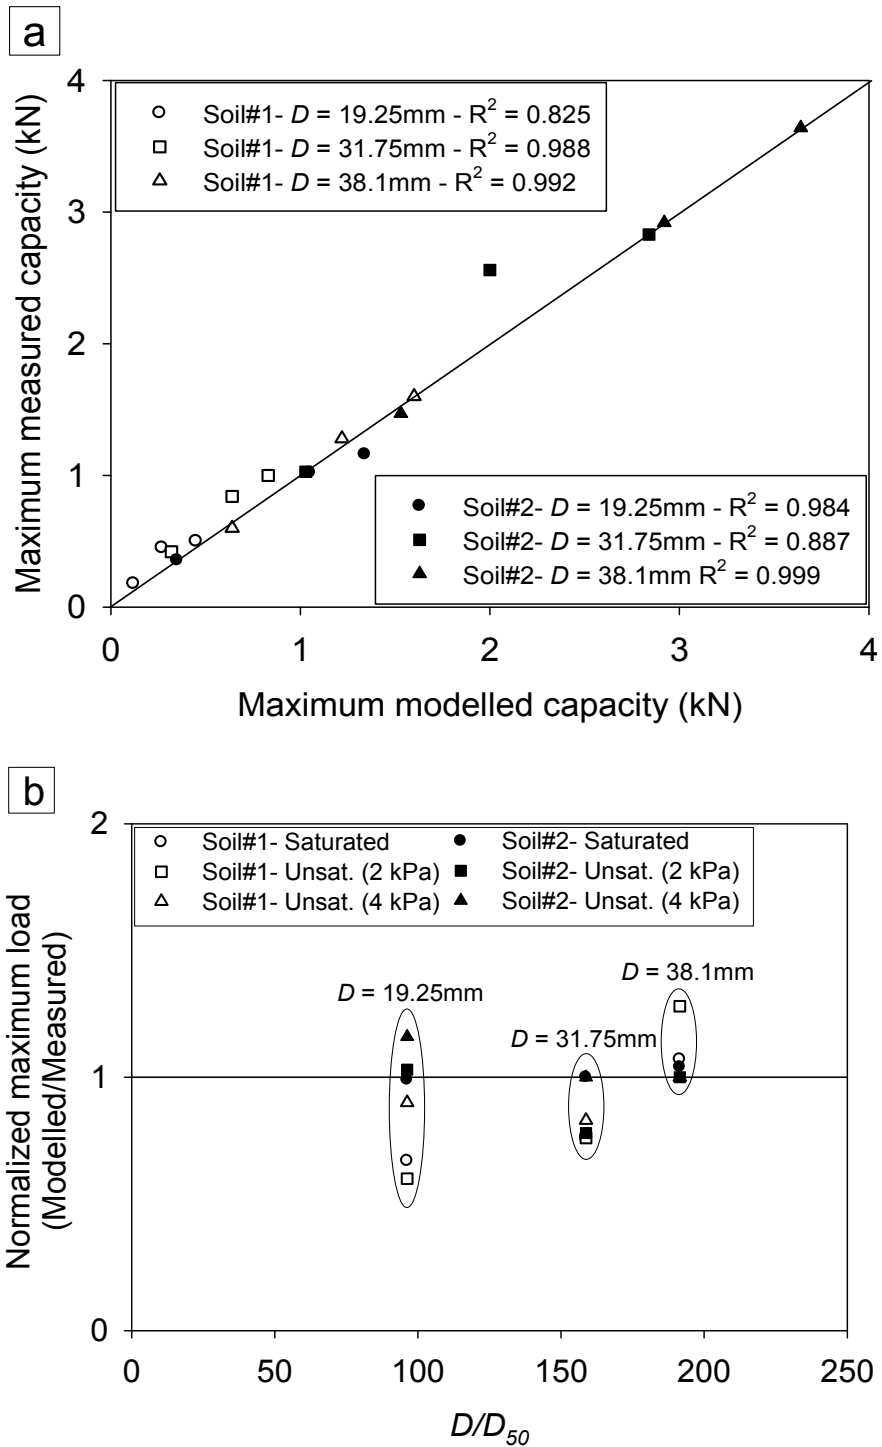 a
4
3
2
1
0
Maximum measured capacity (kN)
Soil#1- D = 19.25mm - R² = 0.825
Soil#1- D = 31.75mm - R² = 0.988
Soil#1- D = 38.1mm - R² = 0.992
Soil#2- D = 19.25mm - R² = 0.984
Soil#2- D = 31.75mm - R² = 0.887
Soil#2- D = 38.1mm R² = 0.999
0 1 2 3 4
Maximum modelled capacity (kN)
b
2
1
0
Normalized maximum load
(Modelled/Measured)
Soil#1- Saturated Soil#2- Saturated
Soil#1- Unsat. (2 kPa) Soil#2- Unsat. (2 kPa)
Soil#1- Unsat. (4 kPa) Soil#2- Unsat. (4 kPa)
D = 38.1mm
D = 19.25mm
D = 31.75mm
0 50 100 150 200 250
D/D50